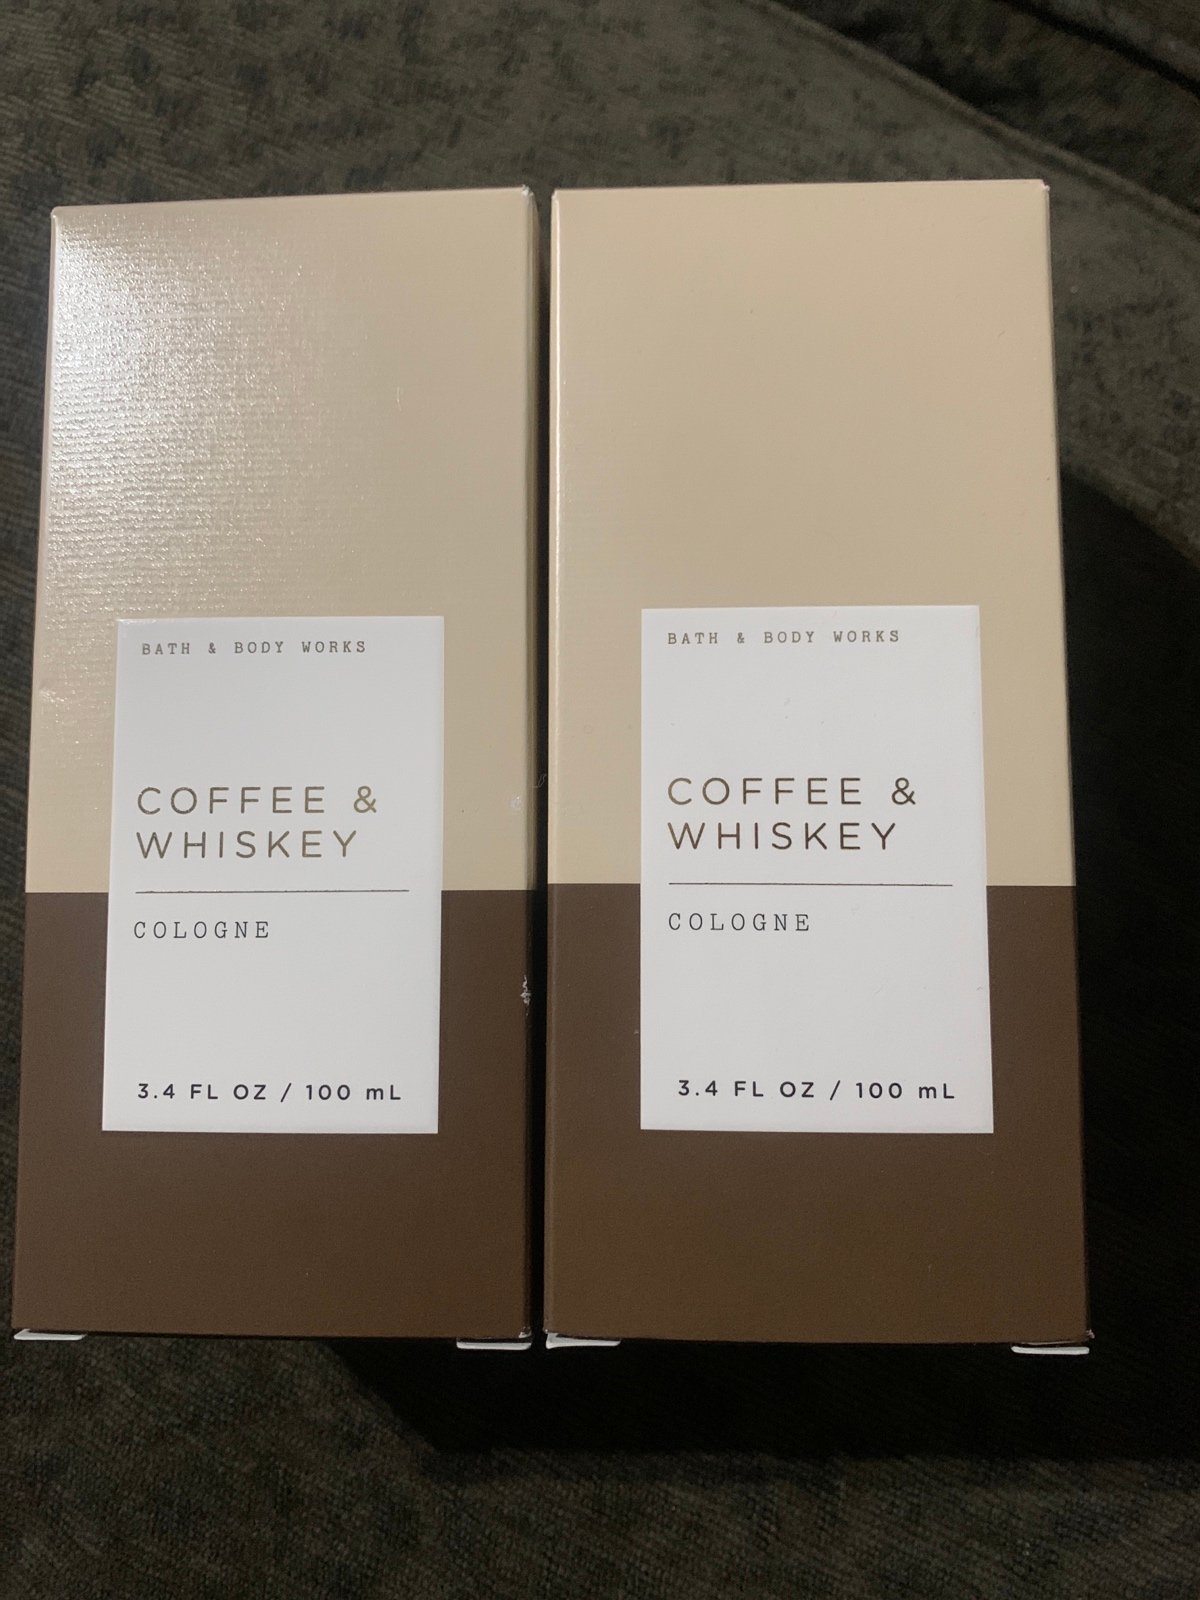 BATH & BODY WORKS
COFFEE &
WHISKEY
COLOGNE
3.4 FL OZ / 100 mL
BATH & BODY WORKS
COFFEE &
WHISKEY
COLOGNE
3.4 FL OZ / 100 mL